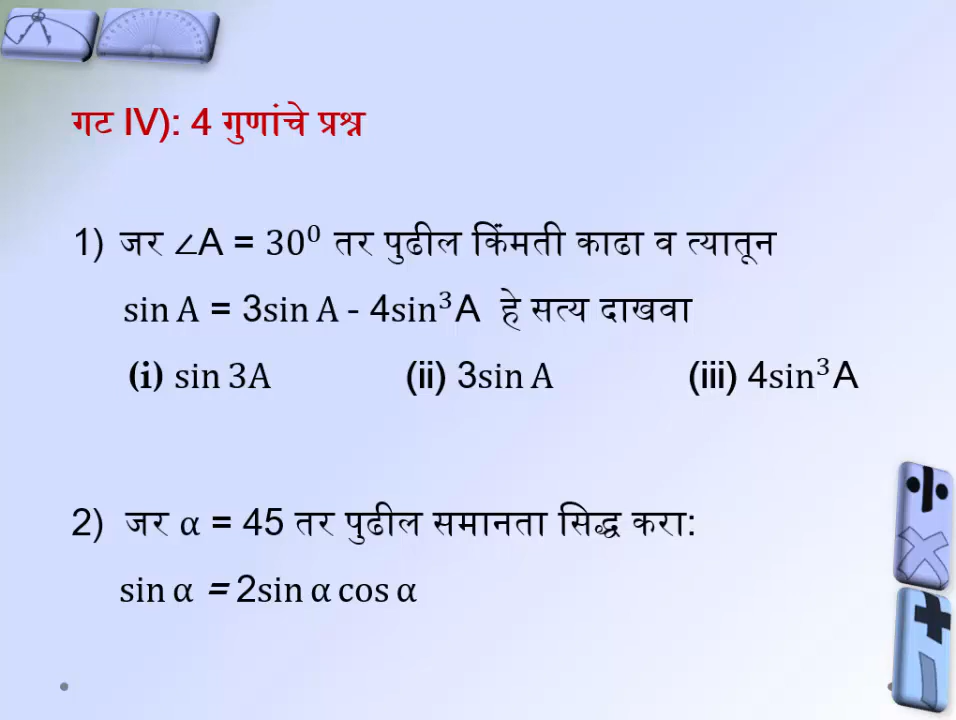 गट IV): 4 गुणांचे प्रश्न
1) जर ∠A = 30⁰ तर पुढील किंमती काढा व त्यातून
sin A = 3sin A - 4sin³A हे सत्य दाखवा
(i) sin 3A (ii) 3sin A (iii) 4sin³A
2) जर α = 45 तर पुढील समानता सिद्ध करा:
sin α = 2sin α cos α